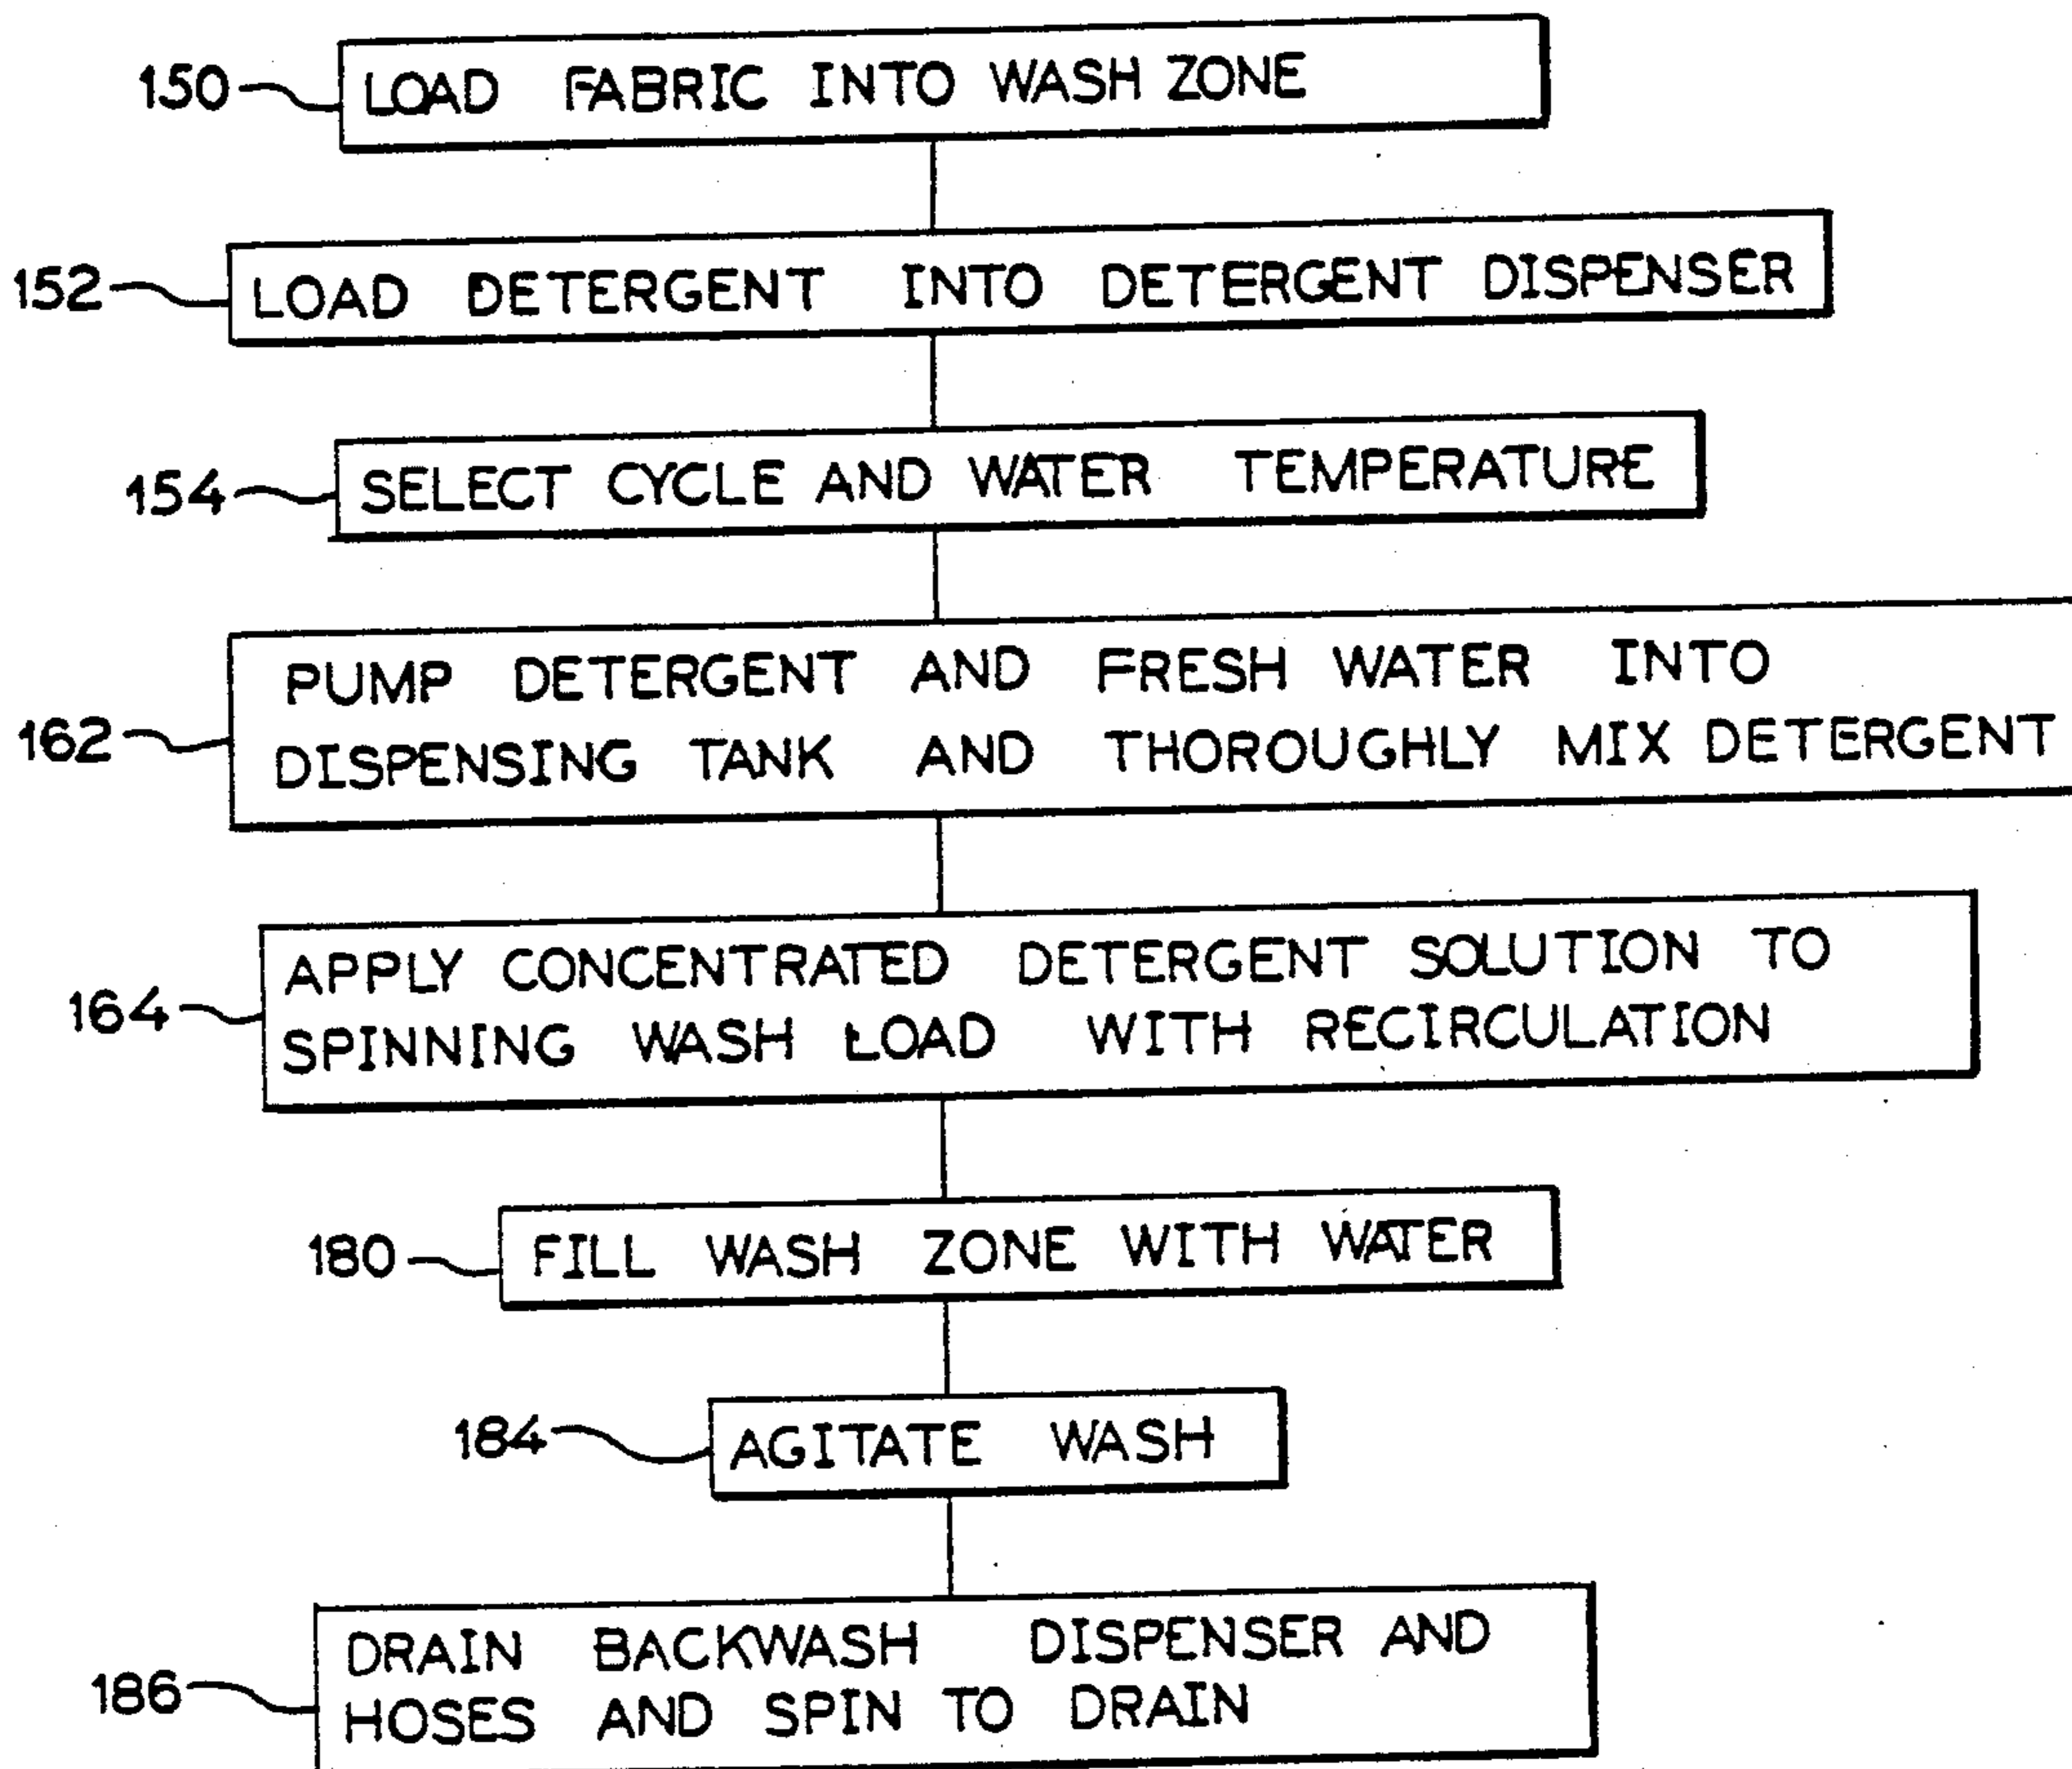 150 LOAD FABRIC INTO WASH ZONE
152 LOAD DETERGENT INTO DETERGENT DISPENSER
154 SELECT CYCLE AND WATER TEMPERATURE
PUMP DETERGENT AND FRESH WATER INTO
162 DISPENSING TANK AND THOROUGHLY MIX DETERGENT
APPLY CONCENTRATED DETERGENT SOLUTION TO
164 SPINNING WASH LOAD WITH RECIRCULATION
180 FILL WASH ZONE WITH WATER
184 AGITATE WASH
DRAIN BACKWASH DISPENSER AND
186 HOSES AND SPIN TO DRAIN